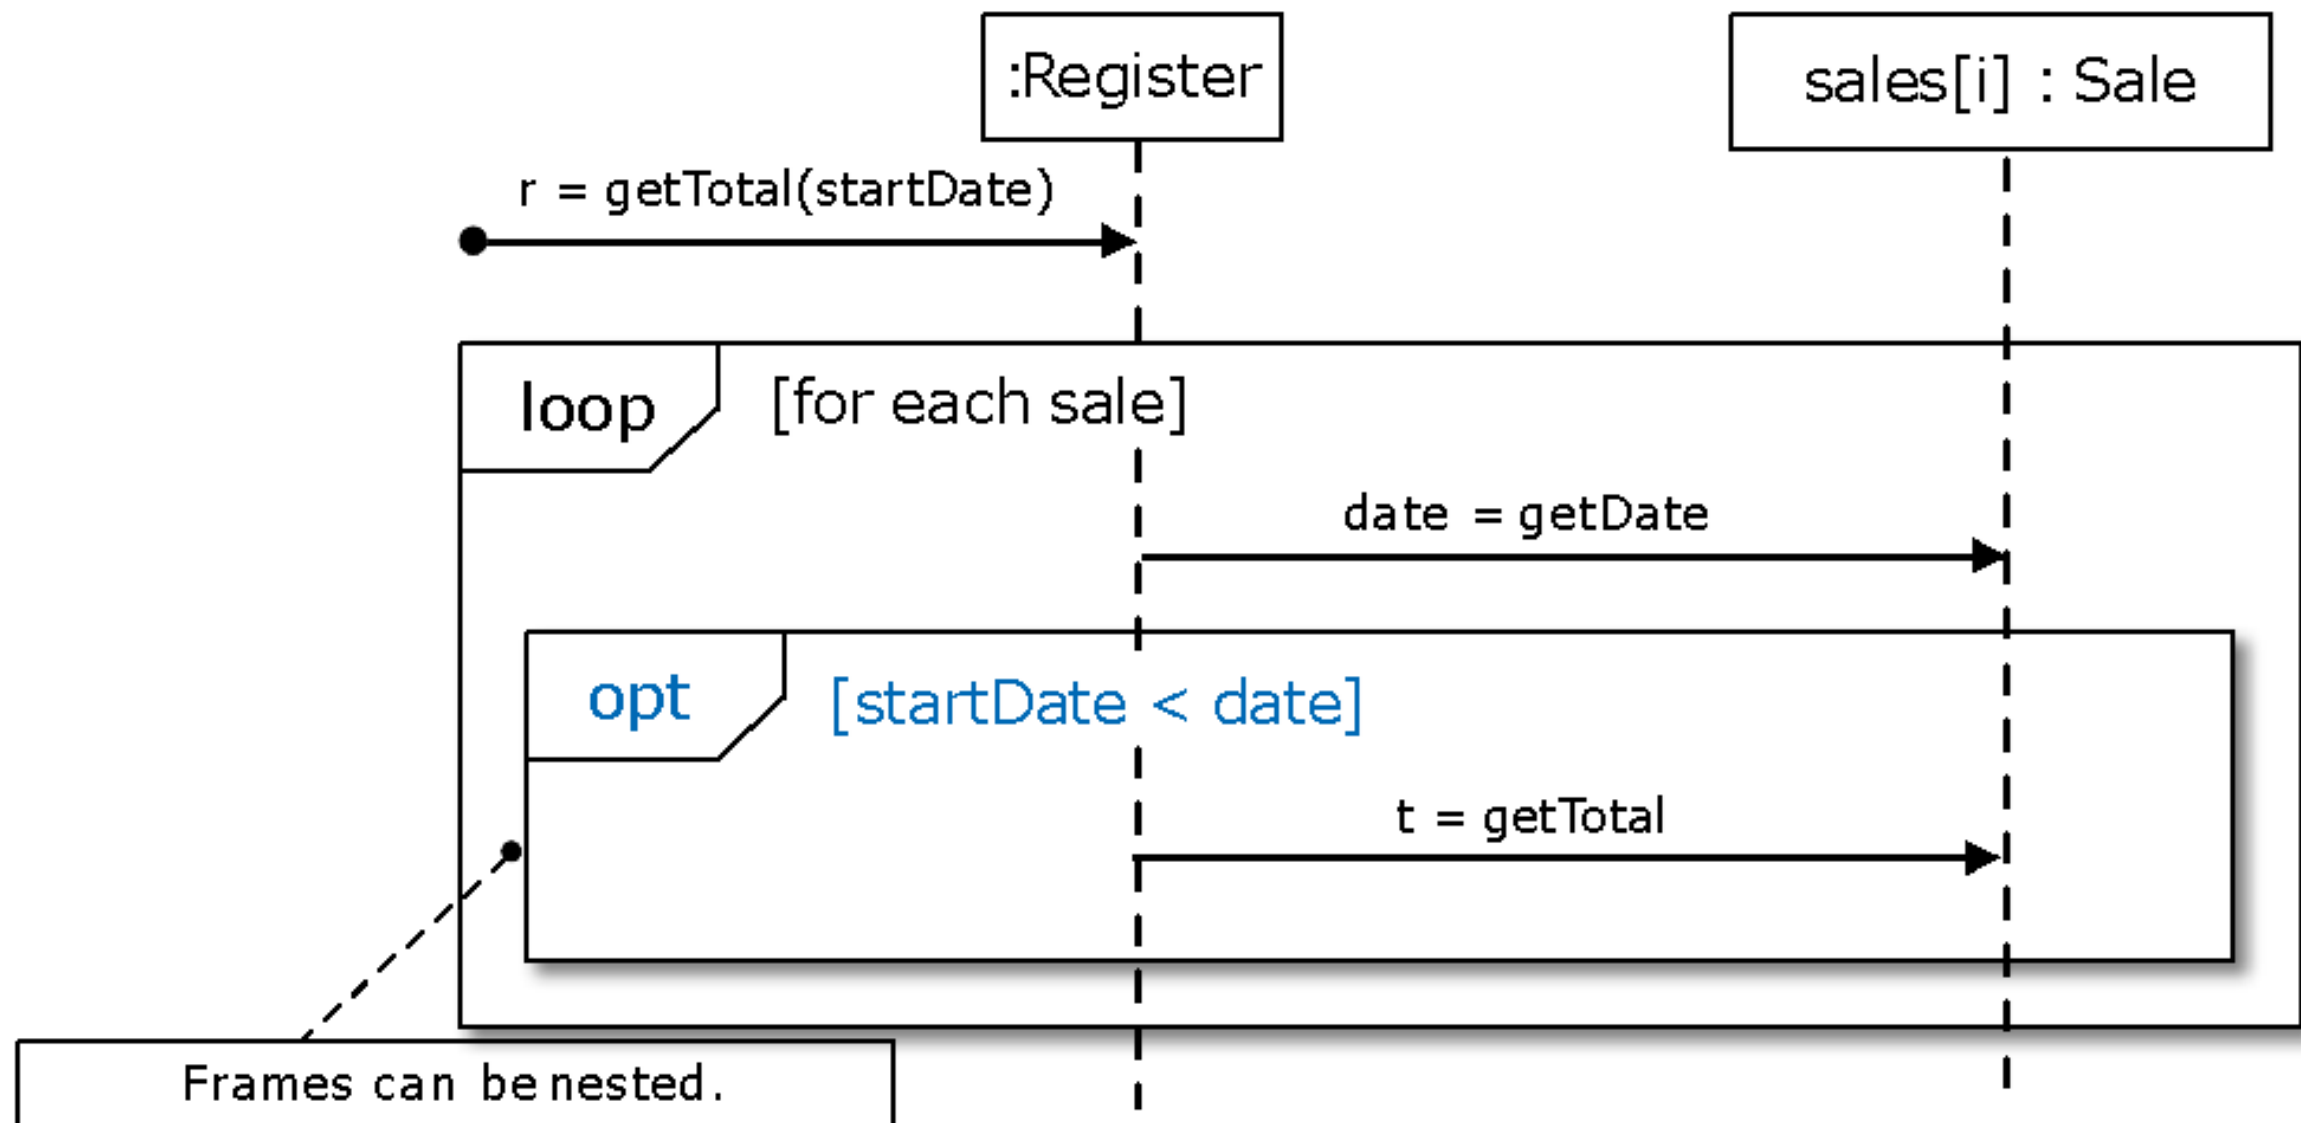 :Register
sales[i] : Sale
r = getTotal(startDate)
loop
[for each sale]
date = getDate
opt
[startDate < date]
t = getTotal
Frames can be nested.